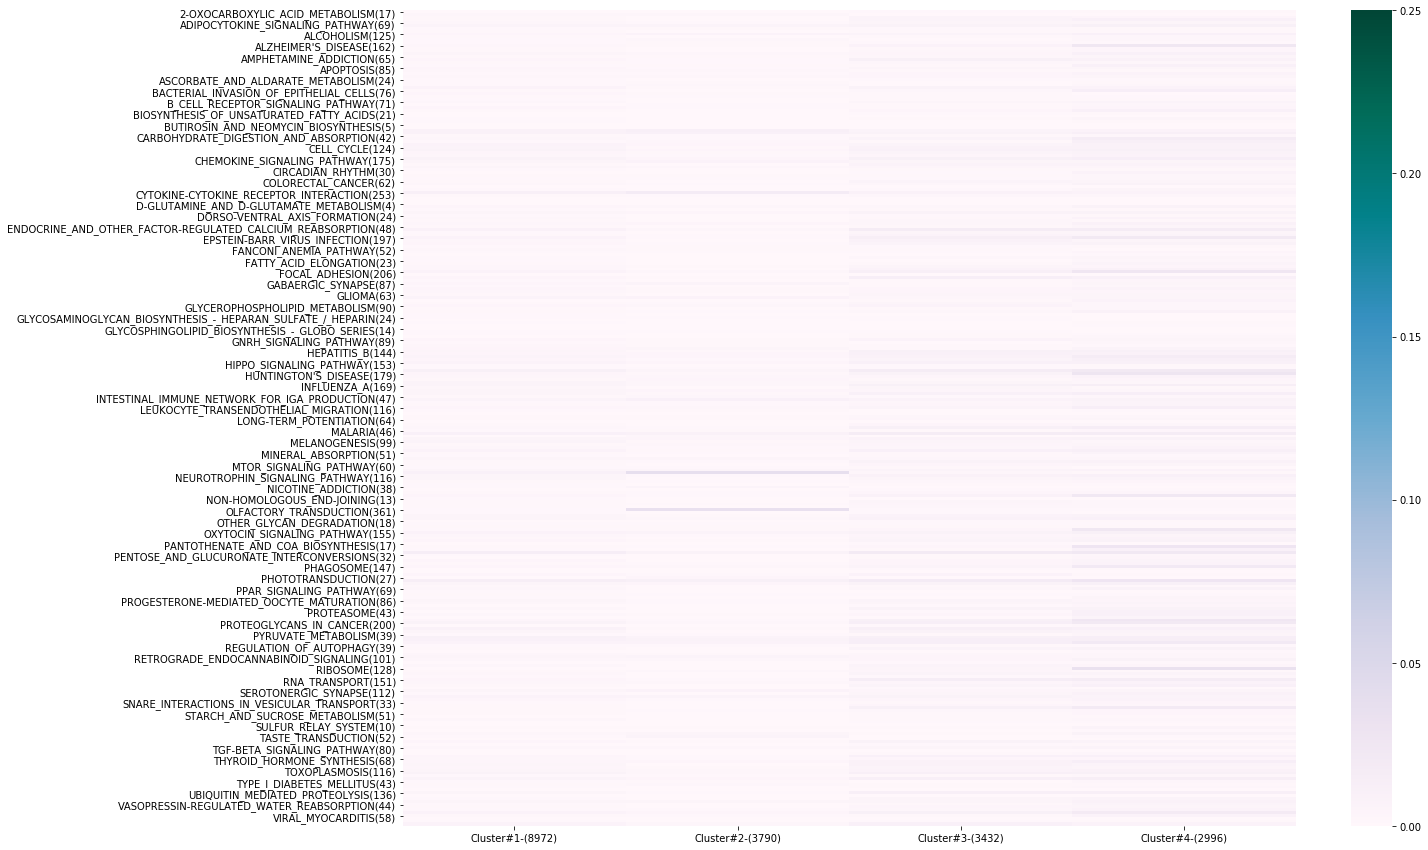 2-OXOCARBOXYLIC_ACID_METABOLISM(17)
ADIPOCYTOKINE_SIGNALING_PATHWAY(69)
ALCOHOLISM(125)
ALZHEIMER'S_DISEASE(162)
AMPHETAMINE_ADDICTION(65)
APOPTOSIS(85)
ASCORBATE_AND_ALDARATE_METABOLISM(24)
BACTERIAL_INVASION_OF_EPITHELIAL_CELLS(76)
B_CELL_RECEPTOR_SIGNALING_PATHWAY(71)
BIOSYNTHESIS_OF_UNSATURATED_FATTY_ACIDS(21)
BUTIROSIN_AND_NEOMYCIN_BIOSYNTHESIS(5)
CARBOHYDRATE_DIGESTION_AND_ABSORPTION(42)
CELL_CYCLE(124)
CHEMOKINE_SIGNALING_PATHWAY(175)
CIRCADIAN_RHYTHM(30)
COLORECTAL_CANCER(62)
CYTOKINE-CYTOKINE_RECEPTOR_INTERACTION(253)
D-GLUTAMINE_AND_D-GLUTAMATE_METABOLISM(4)
DORSO-VENTRAL_AXIS_FORMATION(24)
ENDOCRINE_AND_OTHER_FACTOR-REGULATED_CALCIUM_REABSORPTION(48)
EPSTEIN-BARR_VIRUS_INFECTION(197)
FANCONI_ANEMIA_PATHWAY(52)
FATTY_ACID_ELONGATION(23)
FOCAL_ADHESION(206)
GABAERGIC_SYNAPSE(87)
GLIOMA(63)
GLYCEROPHOSPHOLIPID_METABOLISM(90)
GLYCOSAMINOGLYCAN_BIOSYNTHESIS_-_HEPARAN_SULFATE_/_HEPARIN(24)
GLYCOSPHINGOLIPID_BIOSYNTHESIS_-_GLOBO_SERIES(14)
GNRH_SIGNALING_PATHWAY(89)
HEPATITIS_B(144)
HIPPO_SIGNALING_PATHWAY(153)
HUNTINGTON'S_DISEASE(179)
INFLUENZA_A(169)
INTESTINAL_IMMUNE_NETWORK_FOR_IGA_PRODUCTION(47)
LEUKOCYTE_TRANSENDOTHELIAL_MIGRATION(116)
LONG-TERM_POTENTIATION(64)
MALARIA(46)
MELANOGENESIS(99)
MINERAL_ABSORPTION(51)
MTOR_SIGNALING_PATHWAY(60)
NEUROTROPHIN_SIGNALING_PATHWAY(116)
NICOTINE_ADDICTION(38)
NON-HOMOLOGOUS_END-JOINING(13)
OLFACTORY_TRANSDUCTION(361)
OTHER_GLYCAN_DEGRADATION(18)
OXYTOCIN_SIGNALING_PATHWAY(155)
PANTOTHENATE_AND_COA_BIOSYNTHESIS(17)
PENTOSE_AND_GLUCURONATE_INTERCONVERSIONS(32)
PHAGOSOME(147)
PHOTOTRANSDUCTION(27)
PPAR_SIGNALING_PATHWAY(69)
PROGESTERONE-MEDIATED_OOCYTE_MATURATION(86)
PROTEASOME(43)
PROTEOGLYCANS_IN_CANCER(200)
PYRUVATE_METABOLISM(39)
REGULATION_OF_AUTOPHAGY(39)
RETROGRADE_ENDOCANNABINOID_SIGNALING(101)
RIBOSOME(128)
RNA_TRANSPORT(151)
SEROTONERGIC_SYNAPSE(112)
SNARE_INTERACTIONS_IN_VESICULAR_TRANSPORT(33)
STARCH_AND_SUCROSE_METABOLISM(51)
SULFUR_RELAY_SYSTEM(10)
TASTE_TRANSDUCTION(52)
TGF-BETA_SIGNALING_PATHWAY(80)
THYROID_HORMONE_SYNTHESIS(68)
TOXOPLASMOSIS(116)
TYPE_I_DIABETES_MELLITUS(43)
UBIQUITIN_MEDIATED_PROTEOLYSIS(136)
VASOPRESSIN-REGULATED_WATER_REABSORPTION(44)
VIRAL_MYOCARDITIS(58)
Cluster#1-(8972)
Cluster#2-(3790)
Cluster#3-(3432)
Cluster#4-(2996)
0.25
0.20
0.15
0.10
0.05
0.00